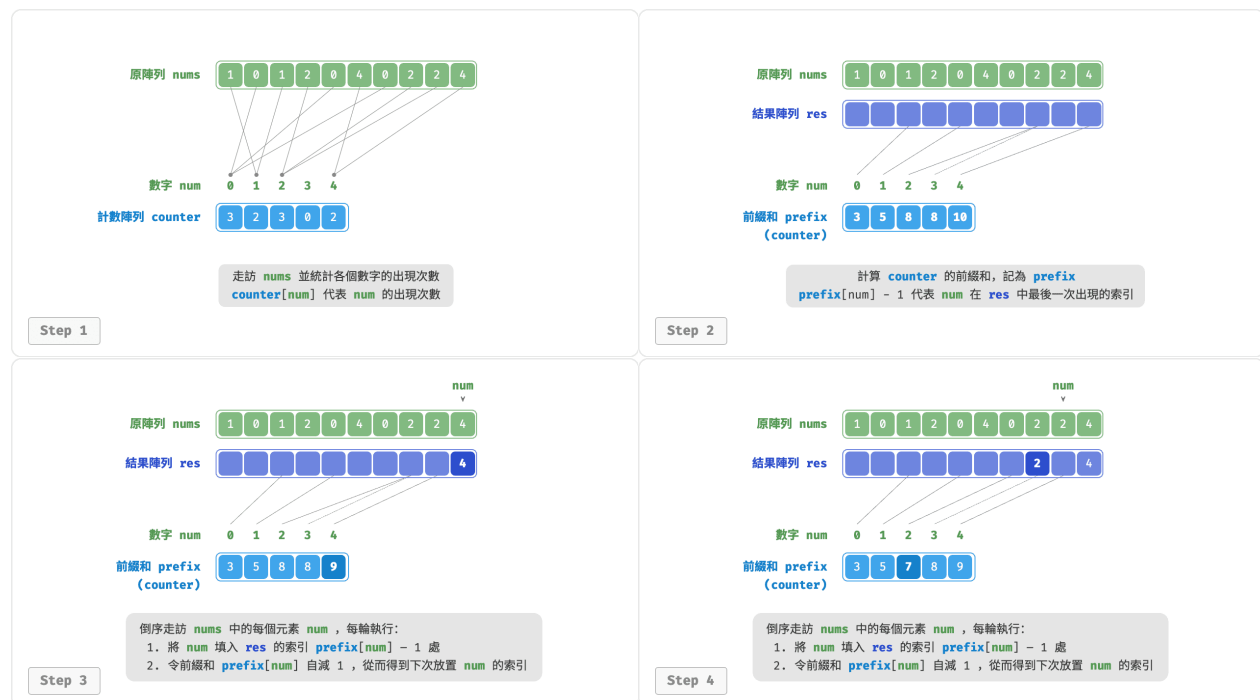 原陣列 nums 1 0 1 2 0 4 0 2 2 4
數字 num 0 1 2 3 4
計數陣列 counter 3 2 3 0 2
走訪 nums 並統計各個數字的出現次數
counter[num] 代表 num 的出現次數
Step 1
原陣列 nums 1 0 1 2 0 4 0 2 2 4
結果陣列 res
數字 num 0 1 2 3 4
前綴和 prefix 3 5 8 8 10
(counter)
計算 counter 的前綴和，記為 prefix
prefix[num] - 1 代表 num 在 res 中最後一次出現的索引
Step 2
num
原陣列 nums 1 0 1 2 0 4 0 2 2 4
結果陣列 res 4
數字 num 0 1 2 3 4
前綴和 prefix 3 5 8 8 9
(counter)
倒序走訪 nums 中的每個元素 num ，每輪執行：
1. 將 num 填入 res 的索引 prefix[num] - 1 處
2. 令前綴和 prefix[num] 自減 1 ，從而得到下次放置 num 的索引
Step 3
num
原陣列 nums 1 0 1 2 0 4 0 2 2 4
結果陣列 res 2 4
數字 num 0 1 2 3 4
前綴和 prefix 3 5 7 8 9
(counter)
倒序走訪 nums 中的每個元素 num ，每輪執行：
1. 將 num 填入 res 的索引 prefix[num] - 1 處
2. 令前綴和 prefix[num] 自減 1 ，從而得到下次放置 num 的索引
Step 4